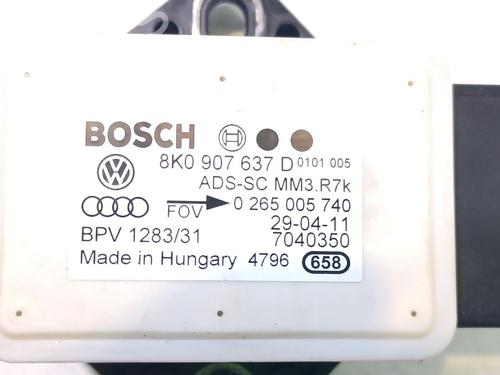 BOSCH
8K0 907 637 D 0101 005
ADS-SC MM3.R7k
FOV 0 265 005 740
29-04-11
BPV 1283/31 7040350
Made in Hungary 4796 658